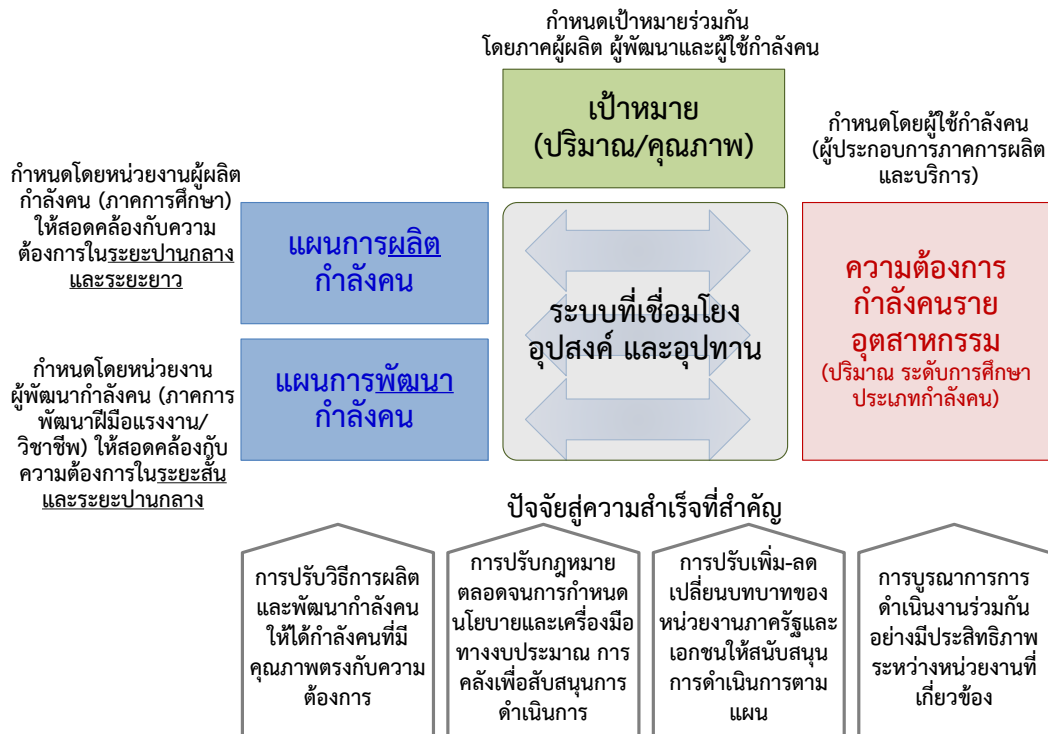 กำหนดเป้าหมายร่วมกัน
โดยภาคผู้ผลิต ผู้พัฒนาและผู้ใช้กำลังคน
เป้าหมาย
(ปริมาณ/คุณภาพ)
กำหนดโดยผู้ใช้กำลังคน
(ผู้ประกอบการภาคการผลิต
และบริการ)
กำหนดโดยหน่วยงานผู้ผลิต
กำลังคน (ภาคการศึกษา)
ให้สอดคล้องกับความ
ต้องการในระยะปานกลาง
และระยะยาว
แผนการผลิต
กำลังคน
กำหนดโดยหน่วยงาน
ผู้พัฒนากำลังคน (ภาคการ
พัฒนาฝีมือแรงงาน/
วิชาชีพ) ให้สอดคล้องกับ
ความต้องการในระยะสั้น
และระยะปานกลาง
แผนการพัฒนา
กำลังคน
ระบบที่เชื่อมโยง
อุปสงค์ และอุปทาน
ความต้องการ
กำลังคนราย
อุตสาหกรรม
(ปริมาณ ระดับการศึกษา
ประเภทกำลังคน)
ปัจจัยสู่ความสำเร็จที่สำคัญ
การปรับวิธีการผลิต
และพัฒนากำลังคน
ให้ได้กำลังคนที่มี
คุณภาพตรงกับความ
ต้องการ
การปรับกฎหมาย
ตลอดจนการกำหนด
นโยบายและเครื่องมือ
ทางงบประมาณ การ
คลังเพื่อสับสนุนการ
ดำเนินการ
การปรับเพิ่ม-ลด
เปลี่ยนบทบาทของ
หน่วยงานภาครัฐและ
เอกชนให้สนับสนุน
การดำเนินการตาม
แผน
การบูรณาการการ
ดำเนินงานร่วมกัน
อย่างมีประสิทธิภาพ
ระหว่างหน่วยงานที่
เกี่ยวข้อง